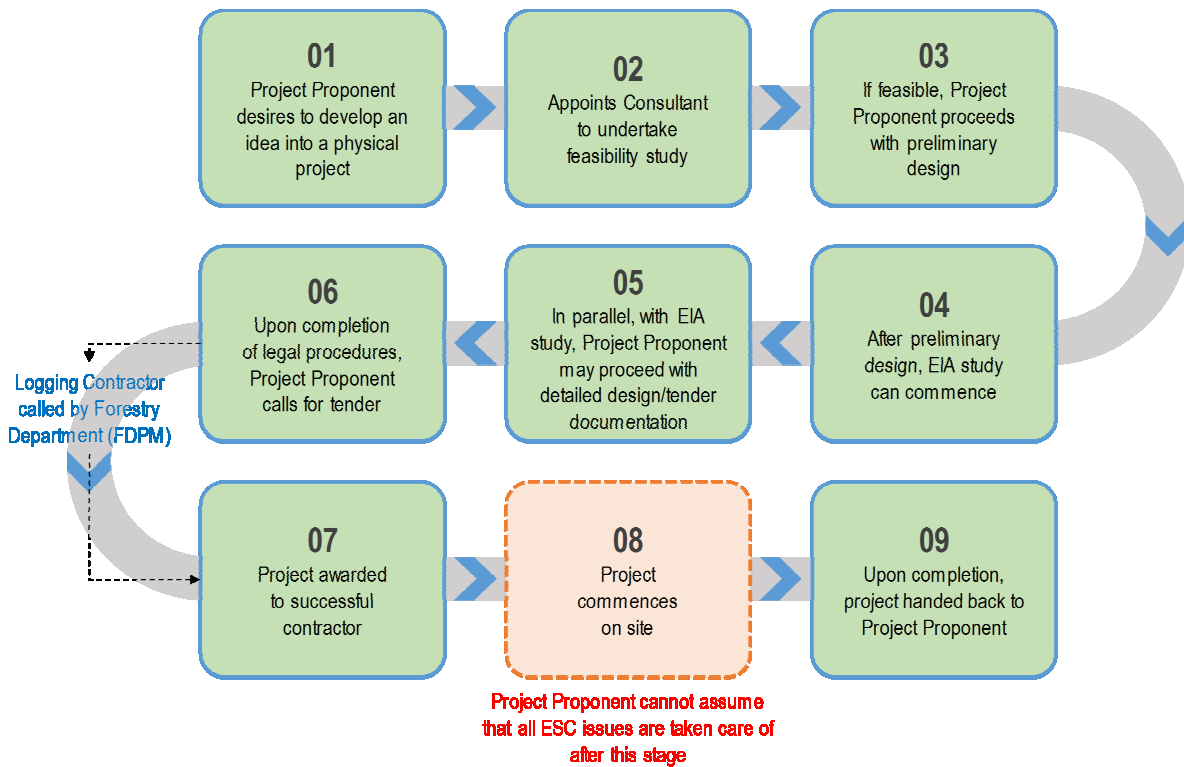 01
Project Proponent
desires to develop an
idea into a physical
project
02
Appoints Consultant
to undertake
feasibility study
03
If feasible, Project
Proponent proceeds
with preliminary
design
04
After preliminary
design, EIA study
can commence
05
In parallel, with EIA
study, Project Proponent
may proceed with
detailed design/tender
documentation
06
Upon completion
of legal procedures,
Project Proponent
calls for tender
Logging Contractor
called by Forestry
Department (FDPM)
07
Project awarded
to successful
contractor
08
Project
commences
on site
Project Proponent cannot assume
that all ESC issues are taken care of
after this stage
09
Upon completion,
project handed back to
Project Proponent